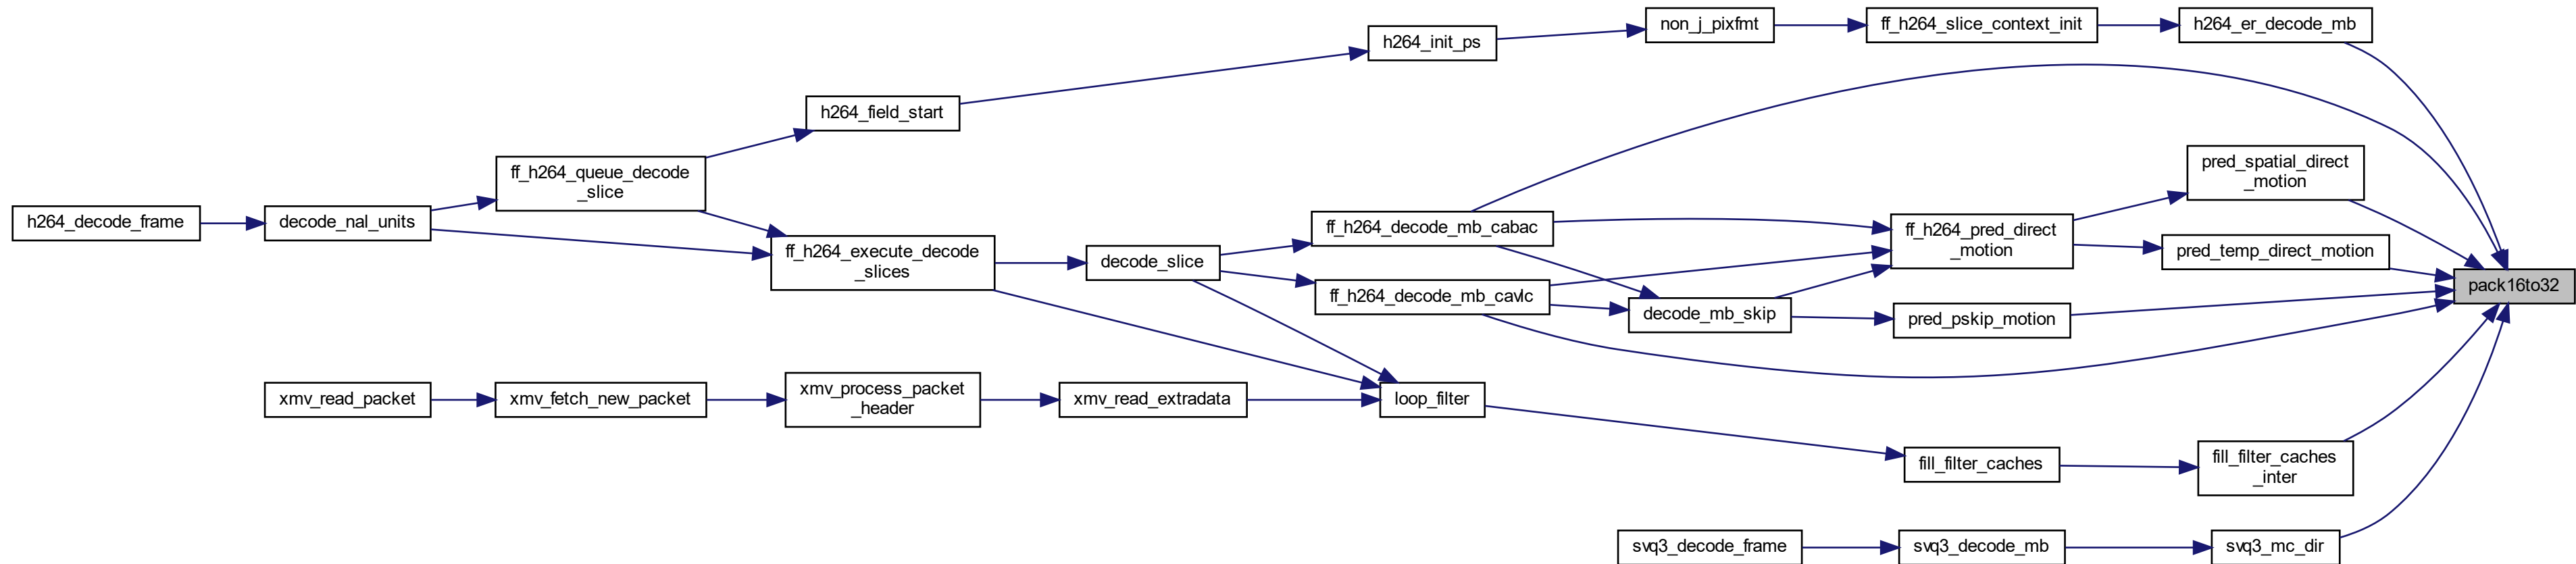 non_j_pixfmt
ff_h264_slice_context_init
h264_er_decode_mb
h264_init_ps
h264_field_start
ff_h264_queue_decode
_slice
pred_spatial_direct
_motion
h264_decode_frame
decode_nal_units
ff_h264_execute_decode
_slices
decode_slice
ff_h264_decode_mb_cabac
ff_h264_pred_direct
_motion
pred_temp_direct_motion
pack16to32
ff_h264_decode_mb_cavlc
decode_mb_skip
pred_pskip_motion
xmv_read_packet
xmv_fetch_new_packet
xmv_process_packet
_header
xmv_read_extradata
loop_filter
fill_filter_caches
fill_filter_caches
_inter
svq3_decode_frame
svq3_decode_mb
svq3_mc_dir